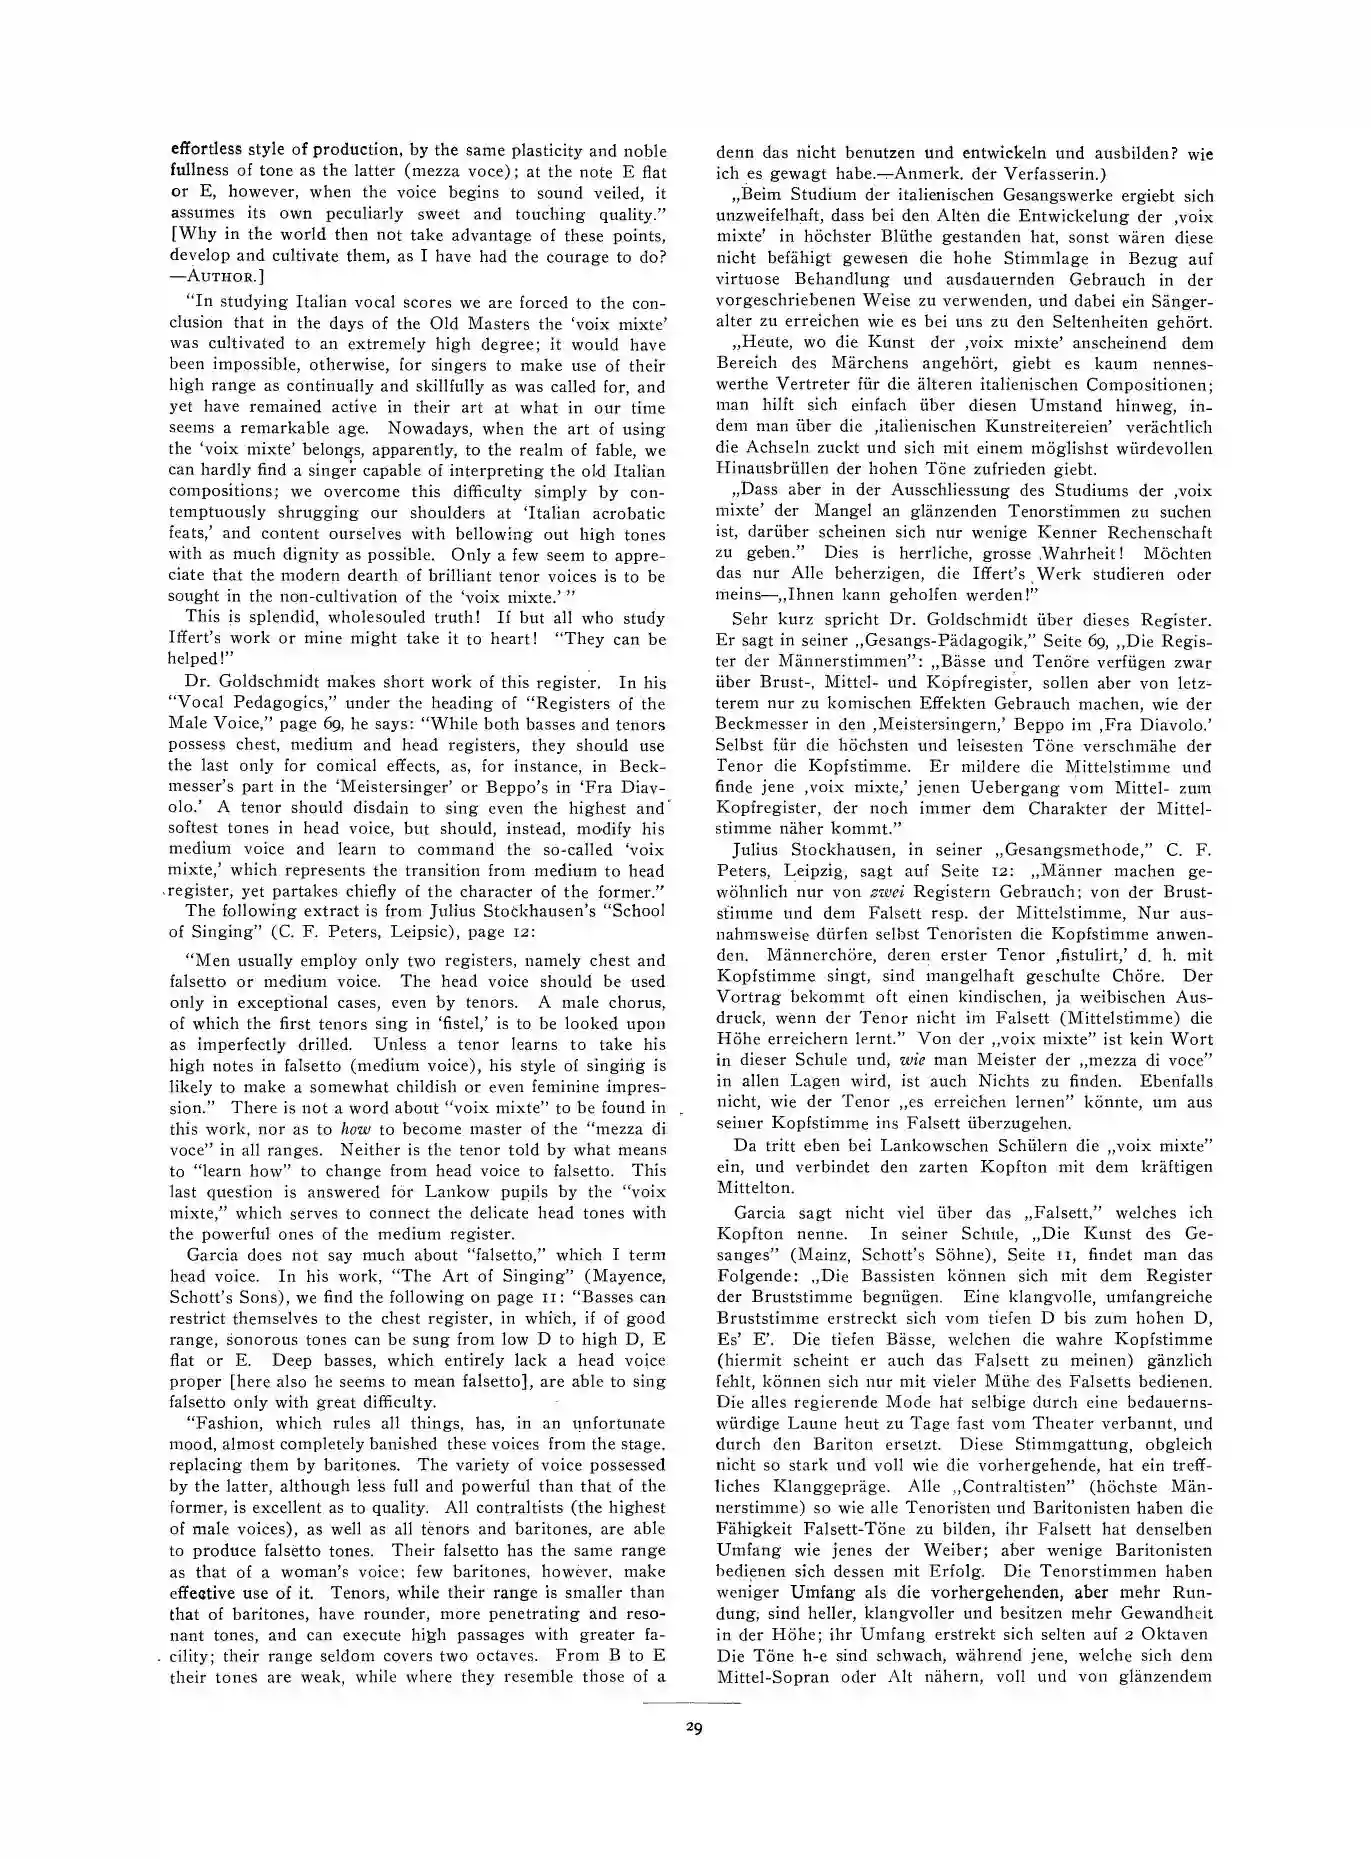 effortless style of production, by the same plasticity and noble
fullness of tone as the latter (mezza voce); at the note E flat
or E, however, when the voice begins to sound veiled, it
assumes its own peculiarly sweet and touching quality.”
[Why in the world then not take advantage of these points,
develop and cultivate them, as I have had the courage to do?
—AUTHOR.]
“In studying Italian vocal scores we are forced to the con-
clusion that in the days of the Old Masters the ‘voix mixte’
was cultivated to an extremely high degree; it would have
been impossible, otherwise, for singers to make use of their
high range as continually and skillfully as was called for, and
yet have remained active in their art at what in our time
seems a remarkable age. Nowadays, when the art of using
the ‘voix mixte’ belongs, apparently, to the realm of fable, we
can hardly find a singer capable of interpreting the old Italian
compositions; we overcome this difficulty simply by con-
temptuously shrugging our shoulders at ‘Italian acrobatic
feats,’ and content ourselves with bellowing out high tones
with as much dignity as possible. Only a few seem to appre-
ciate that the modern dearth of brilliant tenor voices is to be
sought in the non-cultivation of the ‘voix mixte.’ ”
This is splendid, wholesouled truth! If but all who study
Iffert’s work or mine might take it to heart! “They can be
helped!”
Dr. Goldschmidt makes short work of this register. In his
“Vocal Pedagogics,” under the heading of “Registers of the
Male Voice,” page 69, he says: “While both basses and tenors
possess chest, medium and head registers, they should use
the last only for comical effects, as, for instance, in Beck-
messer’s part in the ‘Meistersinger’ or Beppo’s in ‘Fra Diav-
olo.’ A tenor should disdain to sing even the highest and
softest tones in head voice, but should, instead, modify his
medium voice and learn to command the so-called ‘voix
mixte,’ which represents the transition from medium to head
register, yet partakes chiefly of the character of the former.”
The following extract is from Julius Stockhausen’s “School
of Singing” (C. F. Peters, Leipsic), page 12:
“Men usually employ only two registers, namely chest and
falsetto or medium voice. The head voice should be used
only in exceptional cases, even by tenors. A male chorus,
of which the first tenors sing in ‘fistel,’ is to be looked upon
as imperfectly drilled. Unless a tenor learns to take his
high notes in falsetto (medium voice), his style of singing is
likely to make a somewhat childish or even feminine impres-
sion.” There is not a word about “voix mixte” to be found in
this work, nor as to how to become master of the “mezza di
voce” in all ranges. Neither is the tenor told by what means
to “learn how” to change from head voice to falsetto. This
last question is answered for Lankow pupils by the “voix
mixte,” which serves to connect the delicate head tones with
the powerful ones of the medium register.
Garcia does not say much about “falsetto,” which I term
head voice. In his work, “The Art of Singing” (Mayence,
Schott’s Sons), we find the following on page 11: “Basses can
restrict themselves to the chest register, in which, if of good
range, sonorous tones can be sung from low D to high D, E
flat or E. Deep basses, which entirely lack a head voice
proper [here also he seems to mean falsetto], are able to sing
falsetto only with great difficulty.
“Fashion, which rules all things, has, in an unfortunate
mood, almost completely banished these voices from the stage,
replacing them by baritones. The variety of voice possessed
by the latter, although less full and powerful than that of the
former, is excellent as to quality. All contraltists (the highest
of male voices), as well as all tenors and baritones, are able
to produce falsetto tones. Their falsetto has the same range
as that of a woman’s voice; few baritones, however, make
effective use of it. Tenors, while their range is smaller than
that of baritones, have rounder, more penetrating and reso-
nant tones, and can execute high passages with greater fa-
cility; their range seldom covers two octaves. From B to E
their tones are weak, while where they resemble those of a
denn das nicht benutzen und entwickeln und ausbilden? wie
ich es gewagt habe.—Anmerk. der Verfasserin.)
„Beim Studium der italienischen Gesangswerke ergiebt sich
unzweifelhaft, dass bei den Alten die Entwickelung der ‚voix
mixte’ in höchster Blüthe gestanden hat, sonst wären diese
nicht befähigt gewesen die hohe Stimmlage in Bezug auf
virtuose Behandlung und ausdauernden Gebrauch in der
vorgeschriebenen Weise zu verwenden, und dabei ein Sänger-
alter zu erreichen wie es bei uns zu den Seltenheiten gehört.
„Heute, wo die Kunst der ‚voix mixte’ anscheinend dem
Bereich des Märchens angehört, giebt es kaum nennes-
werthe Vertreter für die älteren italienischen Compositionen;
man hilft sich einfach über diesen Umstand hinweg, in-
dem man über die ‚italienischen Kunstreitereien’ verächtlich
die Achseln zuckt und sich mit einem möglishst würdevollen
Hinausbrüllen der hohen Töne zufrieden giebt.
„Dass aber in der Ausschliessung des Studiums der ‚voix
mixte’ der Mangel an glänzenden Tenorstimmen zu suchen
ist, darüber scheinen sich nur wenige Kenner Rechenschaft
zu geben.” Dies is herrliche, grosse Wahrheit! Möchten
das nur Alle beherzigen, die Iffert’s Werk studieren oder
meins—„Ihnen kann geholfen werden!”
Sehr kurz spricht Dr. Goldschmidt über dieses Register.
Er sagt in seiner „Gesangs-Pädagogik,” Seite 69, „Die Regis-
ter der Männerstimmen”: „Bässe und Tenöre verfügen zwar
über Brust-, Mittel- und Kopfregister, sollen aber von letz-
terem nur zu komischen Effekten Gebrauch machen, wie der
Beckmesser in den ‚Meistersingern,’ Beppo im ‚Fra Diavolo.’
Selbst für die höchsten und leisesten Töne verschmähe der
Tenor die Kopfstimme. Er mildere die Mittelstimme und
finde jene ‚voix mixte,’ jenen Uebergang vom Mittel- zum
Kopfregister, der noch immer dem Charakter der Mittel-
stimme näher kommt.”
Julius Stockhausen, in seiner „Gesangsmethode,” C. F.
Peters, Leipzig, sagt auf Seite 12: „Männer machen ge-
wöhnlich nur von zwei Registern Gebrauch; von der Brust-
stimme und dem Falsett resp. der Mittelstimme, Nur aus-
nahmsweise dürfen selbst Tenoristen die Kopfstimme anwen-
den. Männerchöre, deren erster Tenor ‚fistulirt,’ d. h. mit
Kopfstimme singt, sind mangelhaft geschulte Chöre. Der
Vortrag bekommt oft einen kindischen, ja weibischen Aus-
druck, wenn der Tenor nicht im Falsett (Mittelstimme) die
Höhe erreichern lernt.” Von der „voix mixte” ist kein Wort
in dieser Schule und, wie man Meister der „mezza di voce”
in allen Lagen wird, ist auch Nichts zu finden. Ebenfalls
nicht, wie der Tenor „es erreichen lernen” könnte, um aus
seiner Kopfstimme ins Falsett überzugehen.
Da tritt eben bei Lankowschen Schülern die „voix mixte”
ein, und verbindet den zarten Kopfton mit dem kräftigen
Mittelton.
Garcia sagt nicht viel über das „Falsett,” welches ich
Kopfton nenne. In seiner Schule, „Die Kunst des Ge-
sanges” (Mainz, Schott’s Söhne), Seite 11, findet man das
Folgende: „Die Bassisten können sich mit dem Register
der Bruststimme begnügen. Eine klangvolle, umfangreiche
Bruststimme erstreckt sich vom tiefen D bis zum hohen D,
Es’ E’. Die tiefen Bässe, welchen die wahre Kopfstimme
(hiermit scheint er auch das Falsett zu meinen) gänzlich
fehlt, können sich nur mit vieler Mühe des Falsetts bedienen.
Die alles regierende Mode hat selbige durch eine bedauerns-
würdige Laune heut zu Tage fast vom Theater verbannt, und
durch den Bariton ersetzt. Diese Stimmgattung, obgleich
nicht so stark und voll wie die vorhergehende, hat ein treff-
liches Klanggepräge. Alle „Contraltisten” (höchste Män-
nerstimme) so wie alle Tenoristen und Baritonisten haben die
Fähigkeit Falsett-Töne zu bilden, ihr Falsett hat denselben
Umfang wie jenes der Weiber; aber wenige Baritonisten
bedienen sich dessen mit Erfolg. Die Tenorstimmen haben
weniger Umfang als die vorhergehenden, aber mehr Run-
dung, sind heller, klangvoller und besitzen mehr Gewandheit
in der Höhe; ihr Umfang erstrekt sich selten auf 2 Oktaven
Die Töne h-e sind schwach, während jene, welche sich dem
Mittel-Sopran oder Alt nähern, voll und von glänzendem
29